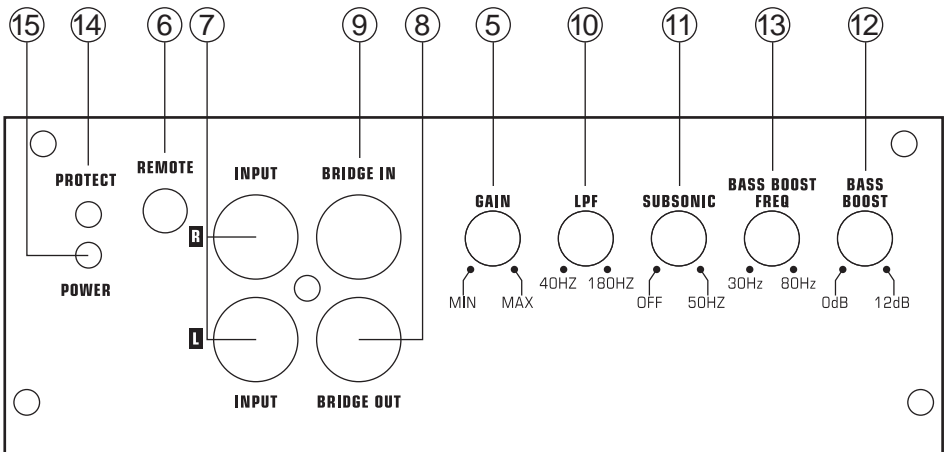 15 14 6 7 9 8 5 10 11 13 12
PROTECT REMOTE INPUT BRIDGE IN
GAIN LPF SUBSONIC BASS BOOST FREQ BASS BOOST
R
POWER
MIN MAX 40HZ 180HZ OFF 50HZ 30Hz 80Hz 0dB 12dB
L
INPUT BRIDGE OUT